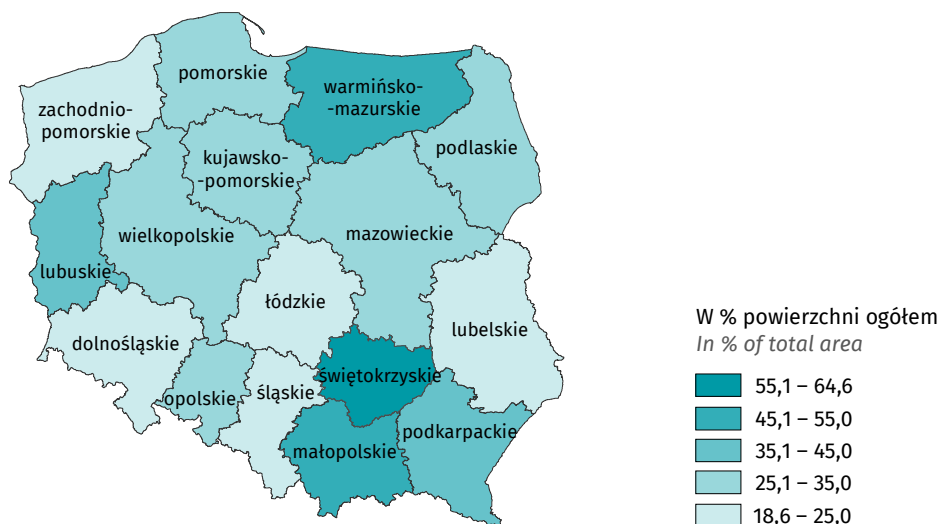 pomorskie
warmińsko-
-mazurskie
zachodnio-
pomorskie
podlaskie
kujawsko-
-pomorskie
wielkopolskie
mazowieckie
lubuskie
łódzkie
lubelskie
dolnośląskie
świętokrzyskie
śląskie
opolskie
podkarpackie
małopolskie
W % powierzchni ogółem
In % of total area
55,1 – 64,6
45,1 – 55,0
35,1 – 45,0
25,1 – 35,0
18,6 – 25,0